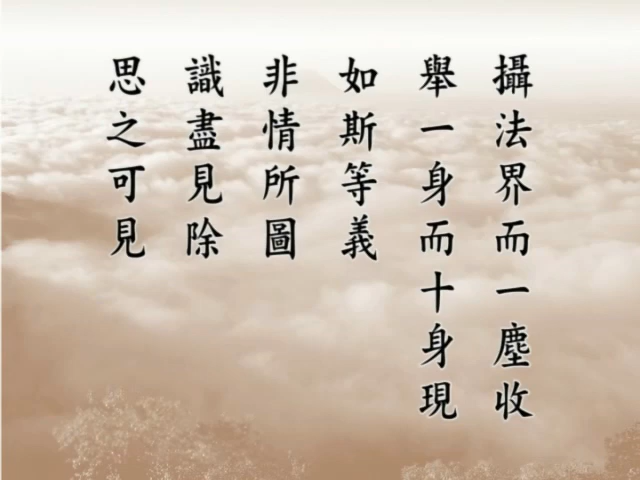 攝法界而一塵收
舉一身而十身現
如斯等義
非情所圖
識盡見除
思之可見